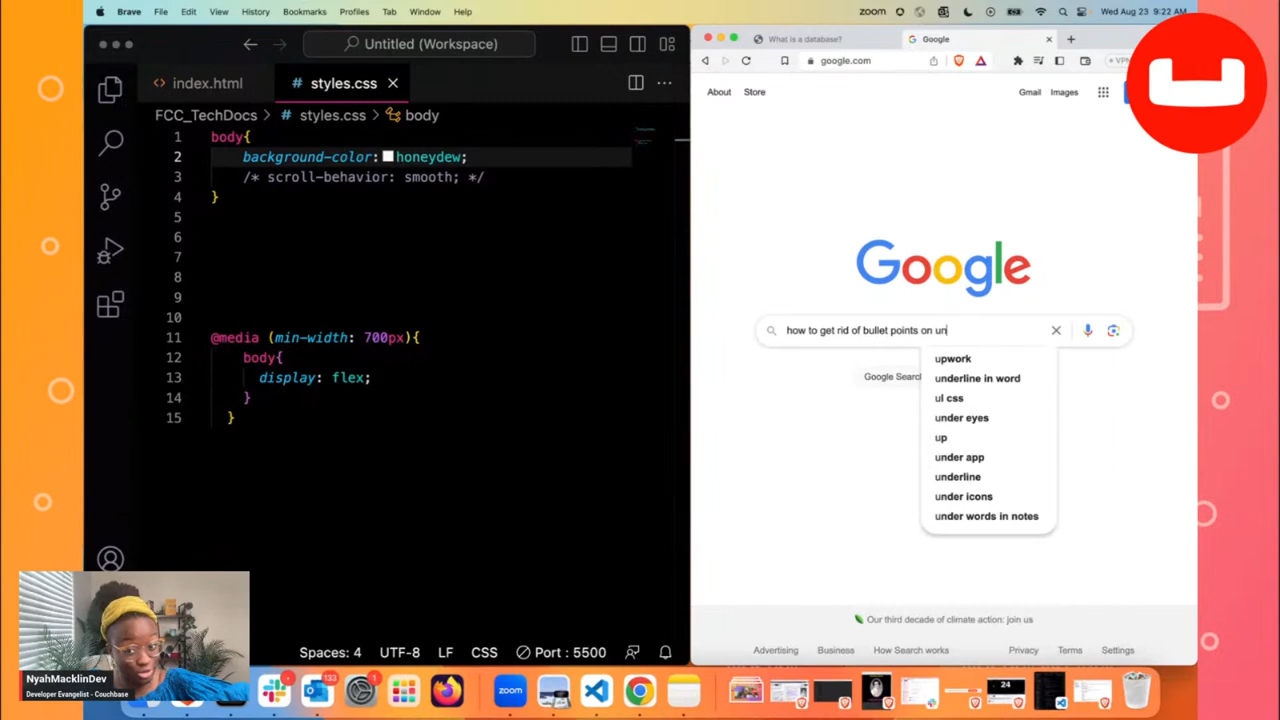 Brave File Edit View History Bookmarks Profiles Tab Window Help
zoom
Wed Aug 23 9:22 AM
Untitled (Workspace)
index.html
# styles.css
FCC_TechDocs > # styles.css > body
1 body{
2 background-color: honeydew;
3 /* scroll-behavior: smooth; */
4 }
5
6
7
8
9
10
11 @media (min-width: 700px){
12 body{
13 display: flex;
14 }
15 }
Spaces: 4 UTF-8 LF CSS Port : 5500
What is a database?
Google
google.com
VPN
About Store
Gmail Images
Google
how to get rid of bullet points on un
upwork
underline in word
ul css
under eyes
up
under app
underline
under icons
under words in notes
Google Searc
Our third decade of climate action: join us
Advertising Business How Search works
Privacy Terms Settings
NyahMacklinDev
Developer Evangelist - Couchbase
133
1
zoom
24